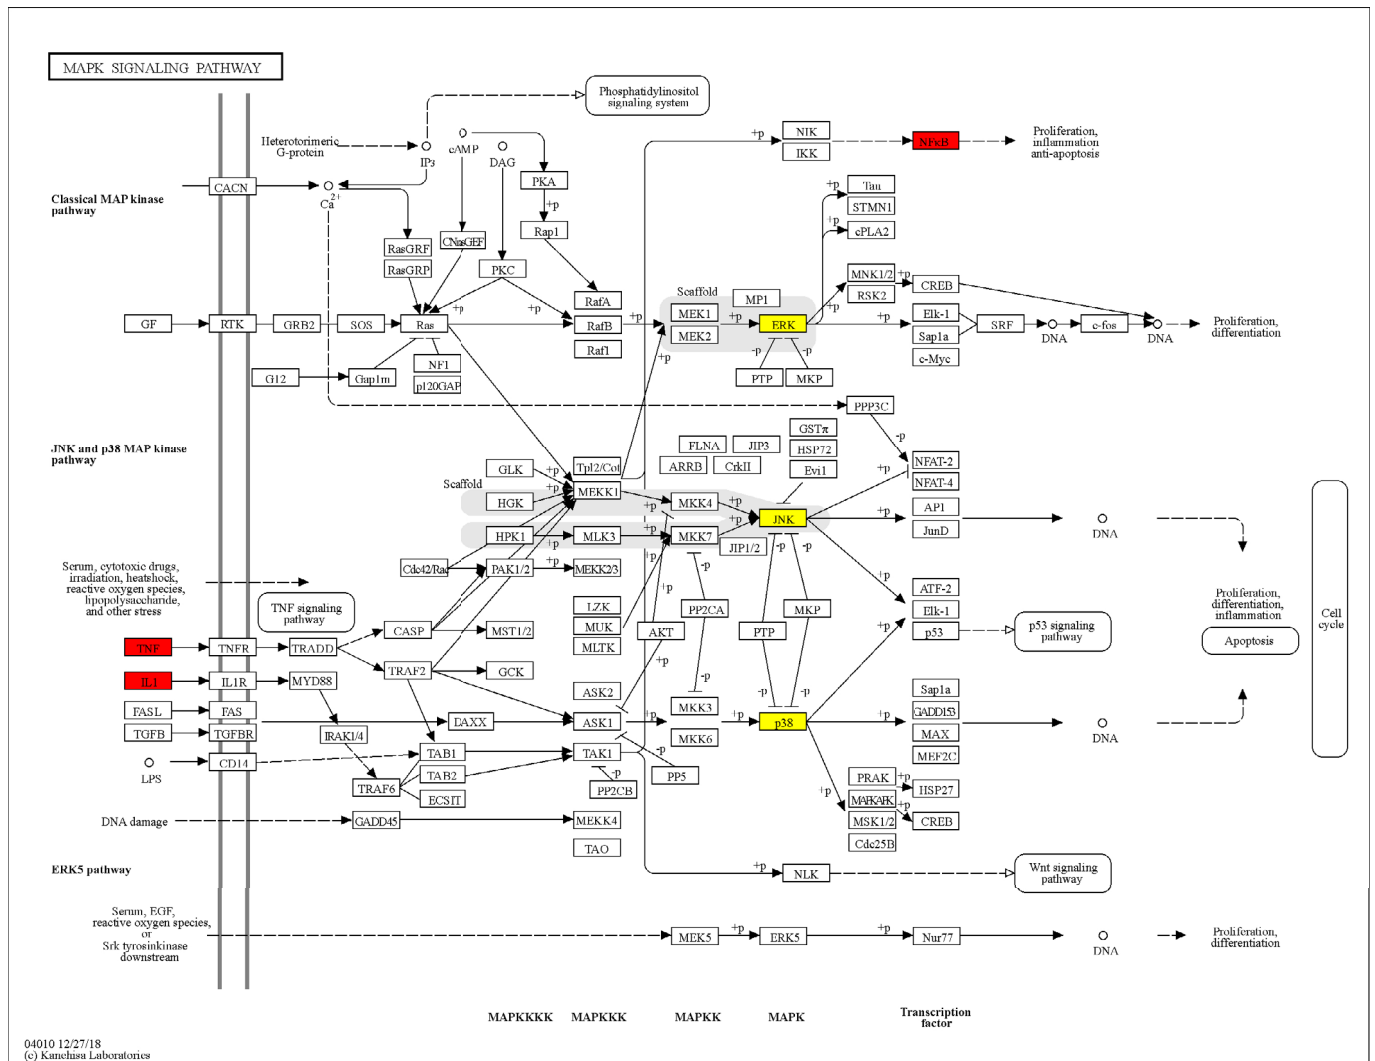 MAPK SIGNALING PATHWAY
Phosphatidylinositol
signaling system
Heterotorimeric
G-protein
IP3
cAMP
DAG
NIK
IKK
+p
NFκB
Proliferation,
inflammation
anti-apoptosis
Classical MAP kinase
pathway
CACN
Ca2+
PKA
+p
Rap1
RasGRF
RasGRP
CNrasGEF
PKC
+p
Tau
STMN1
+p
cPLA2
MNK1/2
+p
RSK2
CREB
+p
Scaffold
MP1
GF
RTK
GRB2
SOS
Ras
+p
+p
RafA
RafB
Raf1
+p
MEK1
MEK2
+p
ERK
+p
Elk-1
Sap1a
c-Myc
SRF
DNA
c-fos
DNA
Proliferation,
differentiation
G12
Gap1m
NF1
p120GAP
+p
-p
-p
PTP
MKP
PPP3C
-p
JNK and p38 MAP kinase
pathway
Scaffold
GLK
HGK
HPK1
+p
+p
+p
+p
Tpl2/Cot
MEKK1
MLK3
+p
FLNA
JIP3
ARRB
CrkII
GSTπ
HSP72
Evi1
MKK4
MKK7
+p
+p
JNK
JIP1/2
+p
+p
NFAT-2
NFAT-4
AP1
JunD
DNA
Cdc42/Rac
PAK1/2
+p
MEKK2/3
Serum, cytotoxic drugs,
irradiation, heatshock,
reactive oxygen species,
lipopolysaccharide,
and other stress
TNF signaling
pathway
LZK
MUK
MLTK
+p
AKT
+p
-p
PP2CA
-p
-p
-p
PTP
MKP
-p
-p
+p
+p
ATF-2
Elk-1
p53
p53 signaling
pathway
Proliferation,
differentiation,
inflammation
Apoptosis
Cell
cycle
TNF
TNFR
TRADD
CASP
MST1/2
IL1
IL1R
MYD88
TRAF2
GCK
FASL
FAS
TGFB
TGFBR
IRAK1/4
DAXX
ASK2
ASK1
+p
MKK3
MKK6
+p
p38
+p
Sap1a
GADD153
MAX
MEF2C
DNA
LPS
CD14
TAB1
TAB2
ECSIT
TRAF6
TAK1
-p
PP2CB
-p
PP5
+p
PRAK
+p
MAPKAPK
+p
MSK1/2
Cdc25B
HSP27
CREB
DNA damage
GADD45
MEKK4
TAO
ERK5 pathway
+p
NLK
Wnt signaling
pathway
Serum, EGF,
reactive oxygen species,
or
Srk tyrosinkinase
downstream
MEK5
+p
ERK5
+p
Nur77
DNA
Proliferation,
differentiation
MAPKKKK
MAPKKK
MAPKK
MAPK
Transcription
factor
04010 12/27/18
(c) Kanehisa Laboratories